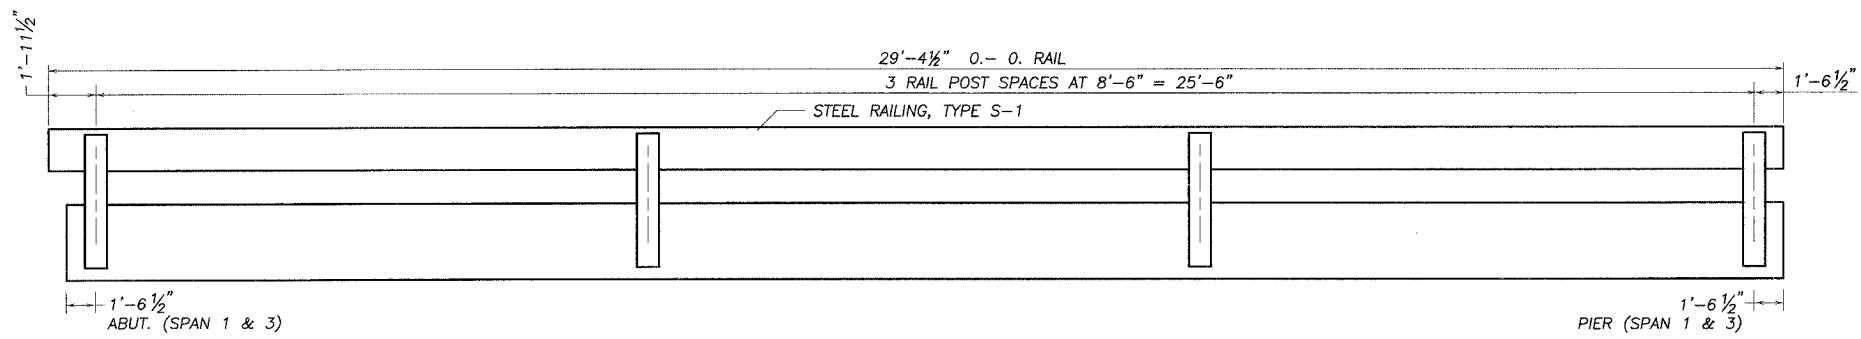 1'-11½"
29'-4½" O.- O. RAIL
3 RAIL POST SPACES AT 8'-6" = 25'-6"
1'-6½"
STEEL RAILING, TYPE S-1
1'-6½"
ABUT. (SPAN 1 & 3)
1'-6½"
PIER (SPAN 1 & 3)